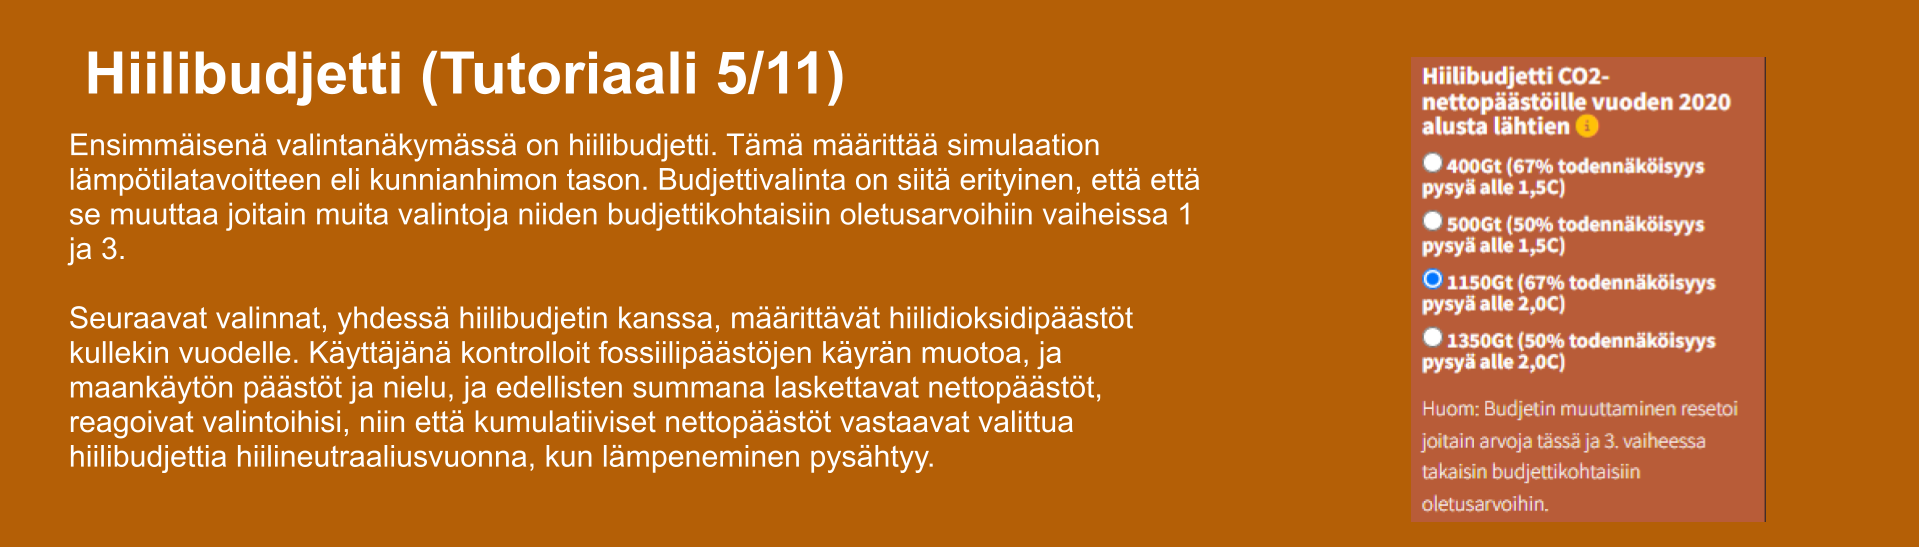 Hiilibudjetti (Tutoriaali 5/11)
Ensimmäisenä valintanäkymässä on hiilibudjetti. Tämä määrittää simulaation
lämpötilatavoitteen eli kunnianhimon tason. Budjettivalinta on siitä erityinen, että että
se muuttaa joitain muita valintoja niiden budjettikohtaisiin oletusarvoihiin vaiheissa 1
ja 3.
Seuraavat valinnat, yhdessä hiilibudjetin kanssa, määrittävät hiilidioksidipäästöt
kullekin vuodelle. Käyttäjänä kontrolloit fossiilipäästöjen käyrän muotoa, ja
maankäytön päästöt ja nielu, ja edellisten summana laskettavat nettopäästöt,
reagoivat valintoihisi, niin että kumulatiiviset nettopäästöt vastaavat valittua
hiilibudjettia hiilineutraaliusvuonna, kun lämpeneminen pysähtyy.
Hiilibudjetti CO2-
nettopäästöille vuoden 2020
alusta lähtien i
400Gt (67% todennäköisyys
pysyä alle 1,5C)
500Gt (50% todennäköisyys
pysyä alle 1,5C)
1150Gt (67% todennäköisyys
pysyä alle 2,0C)
1350Gt (50% todennäköisyys
pysyä alle 2,0C)
Huom: Budjetin muuttaminen resetoi
joitain arvoja tässä ja 3. vaiheessa
takaisin budjettikohtaisiin
oletusarvoihin.